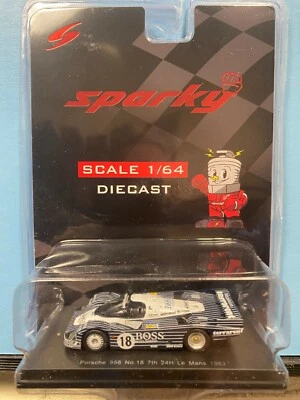 sparky
SCALE 1/64
DIECAST
18 BOSS
Porsche 956 No.18 7th 24H Le Mans 1983